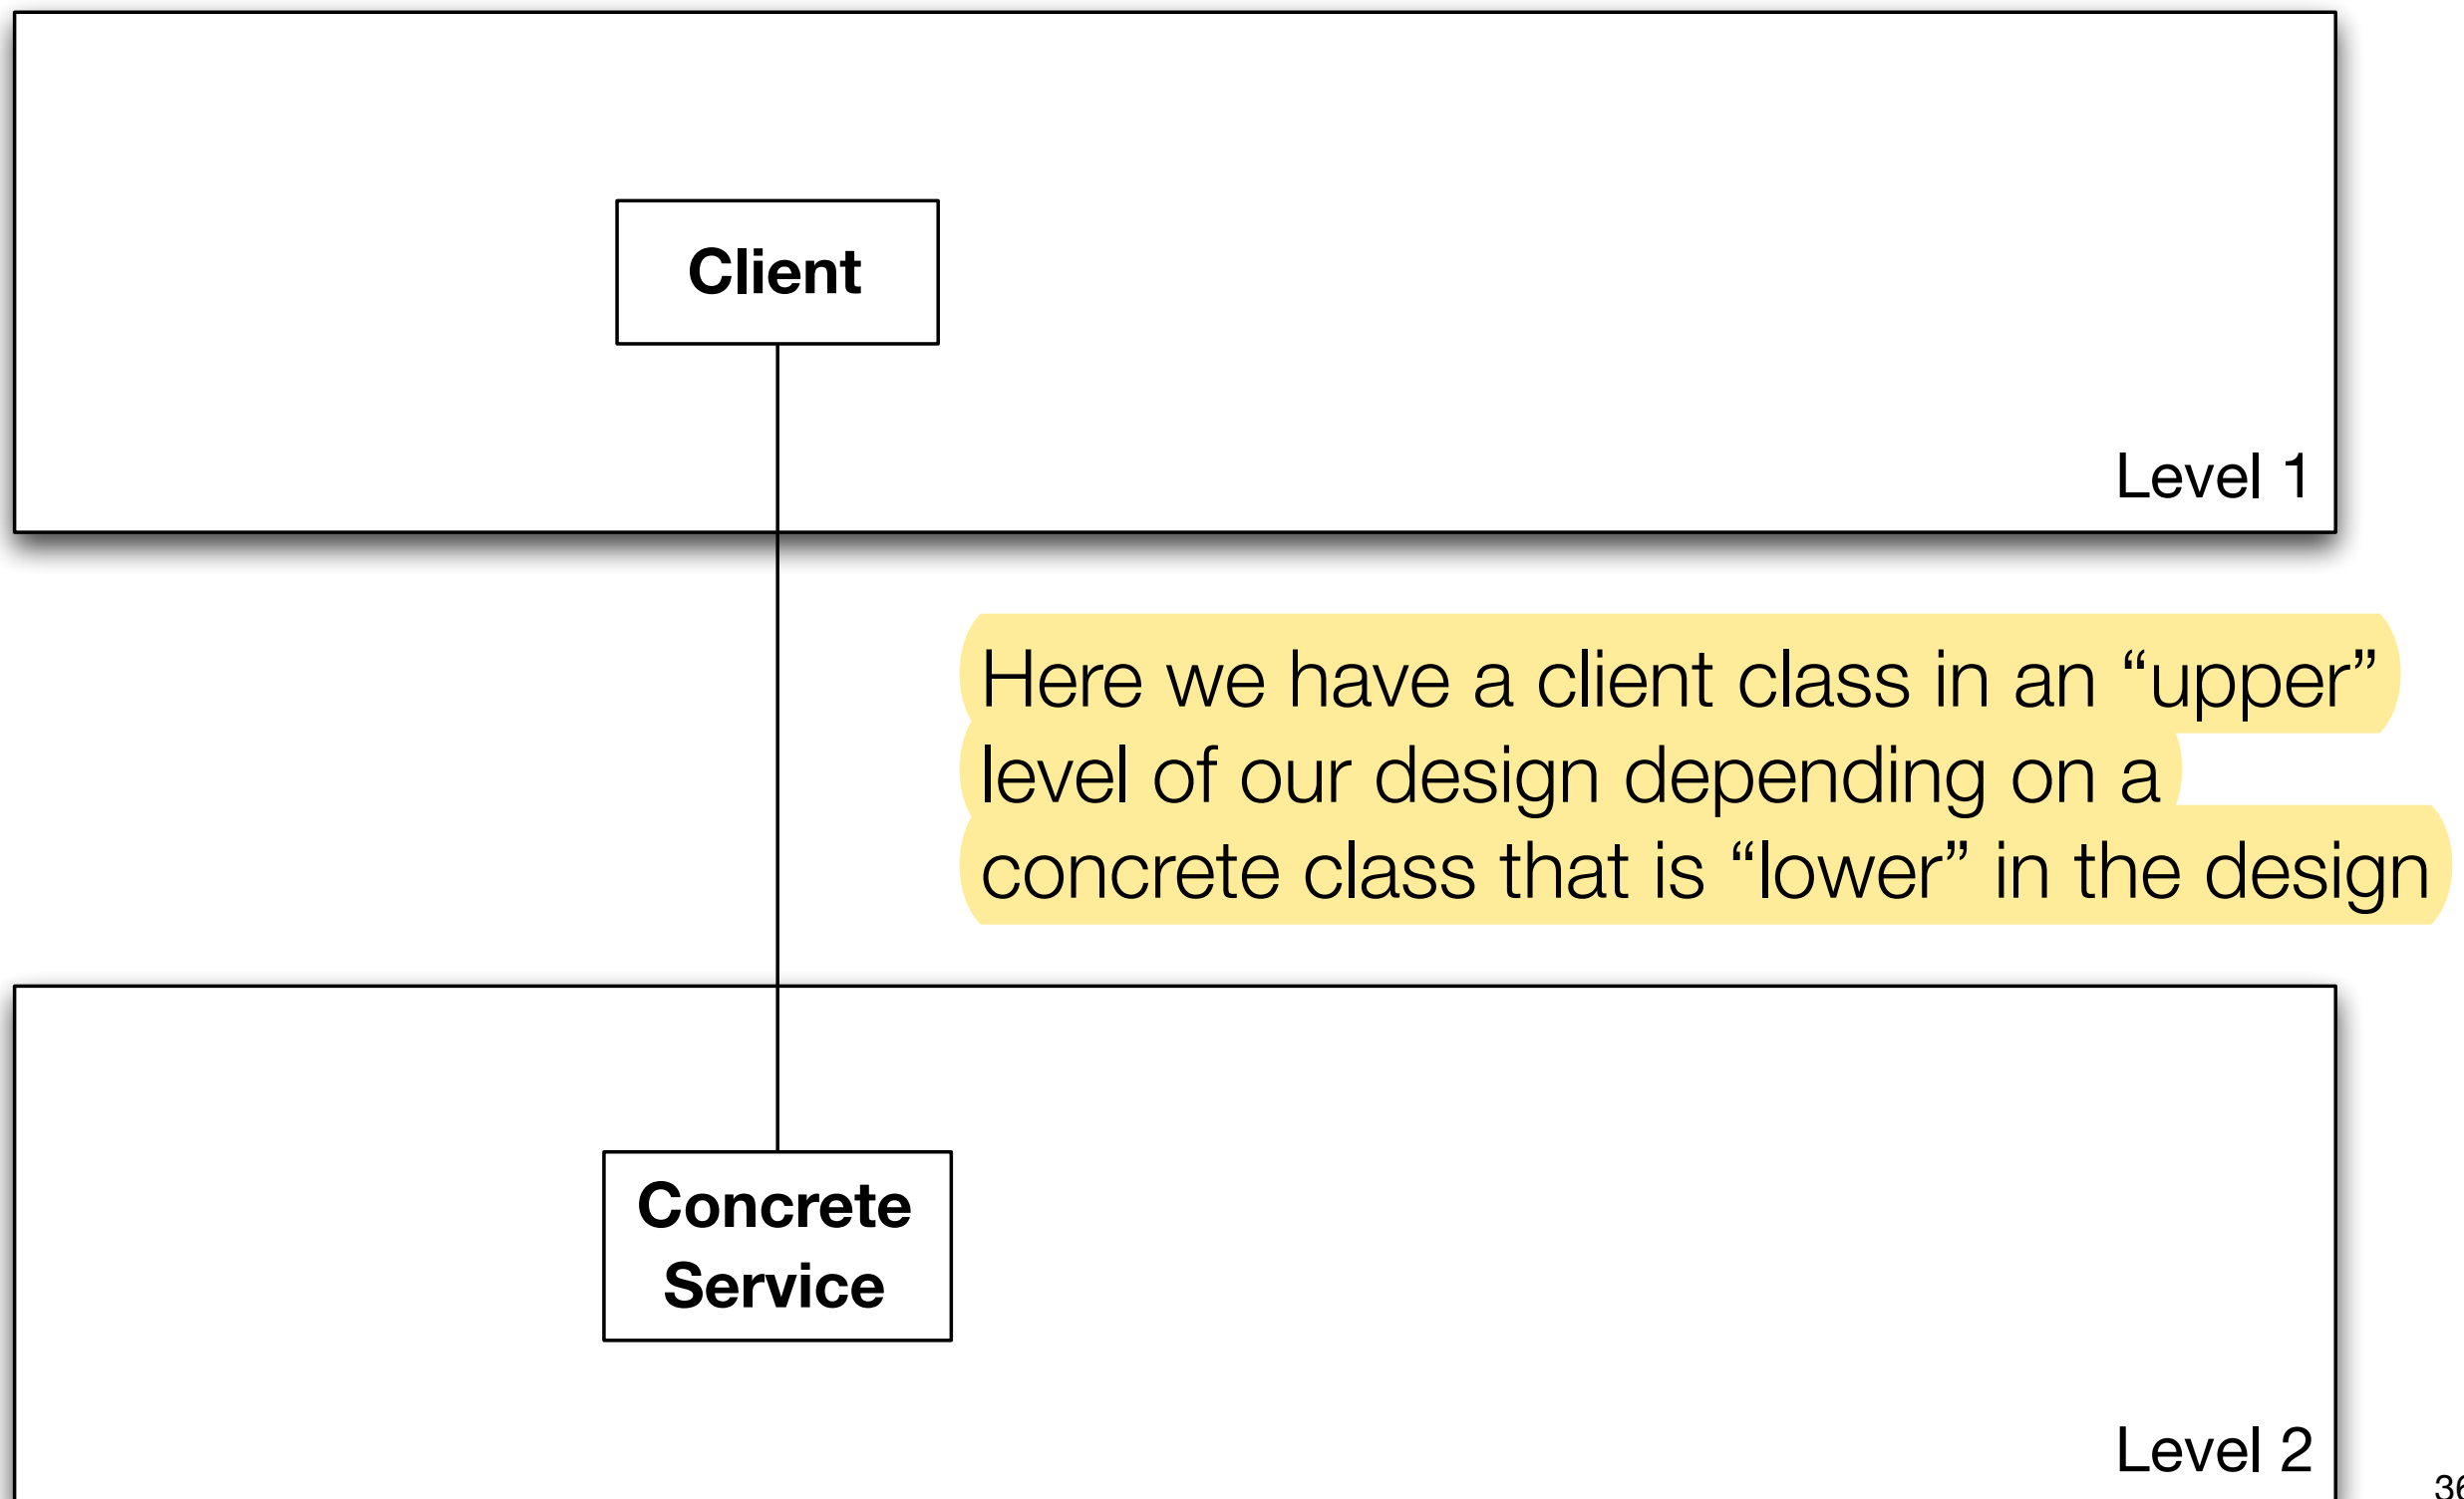 Client
Level 1
Here we have a client class in an “upper”
level of our design depending on a
concrete class that is “lower” in the design
Concrete
Service
Level 2